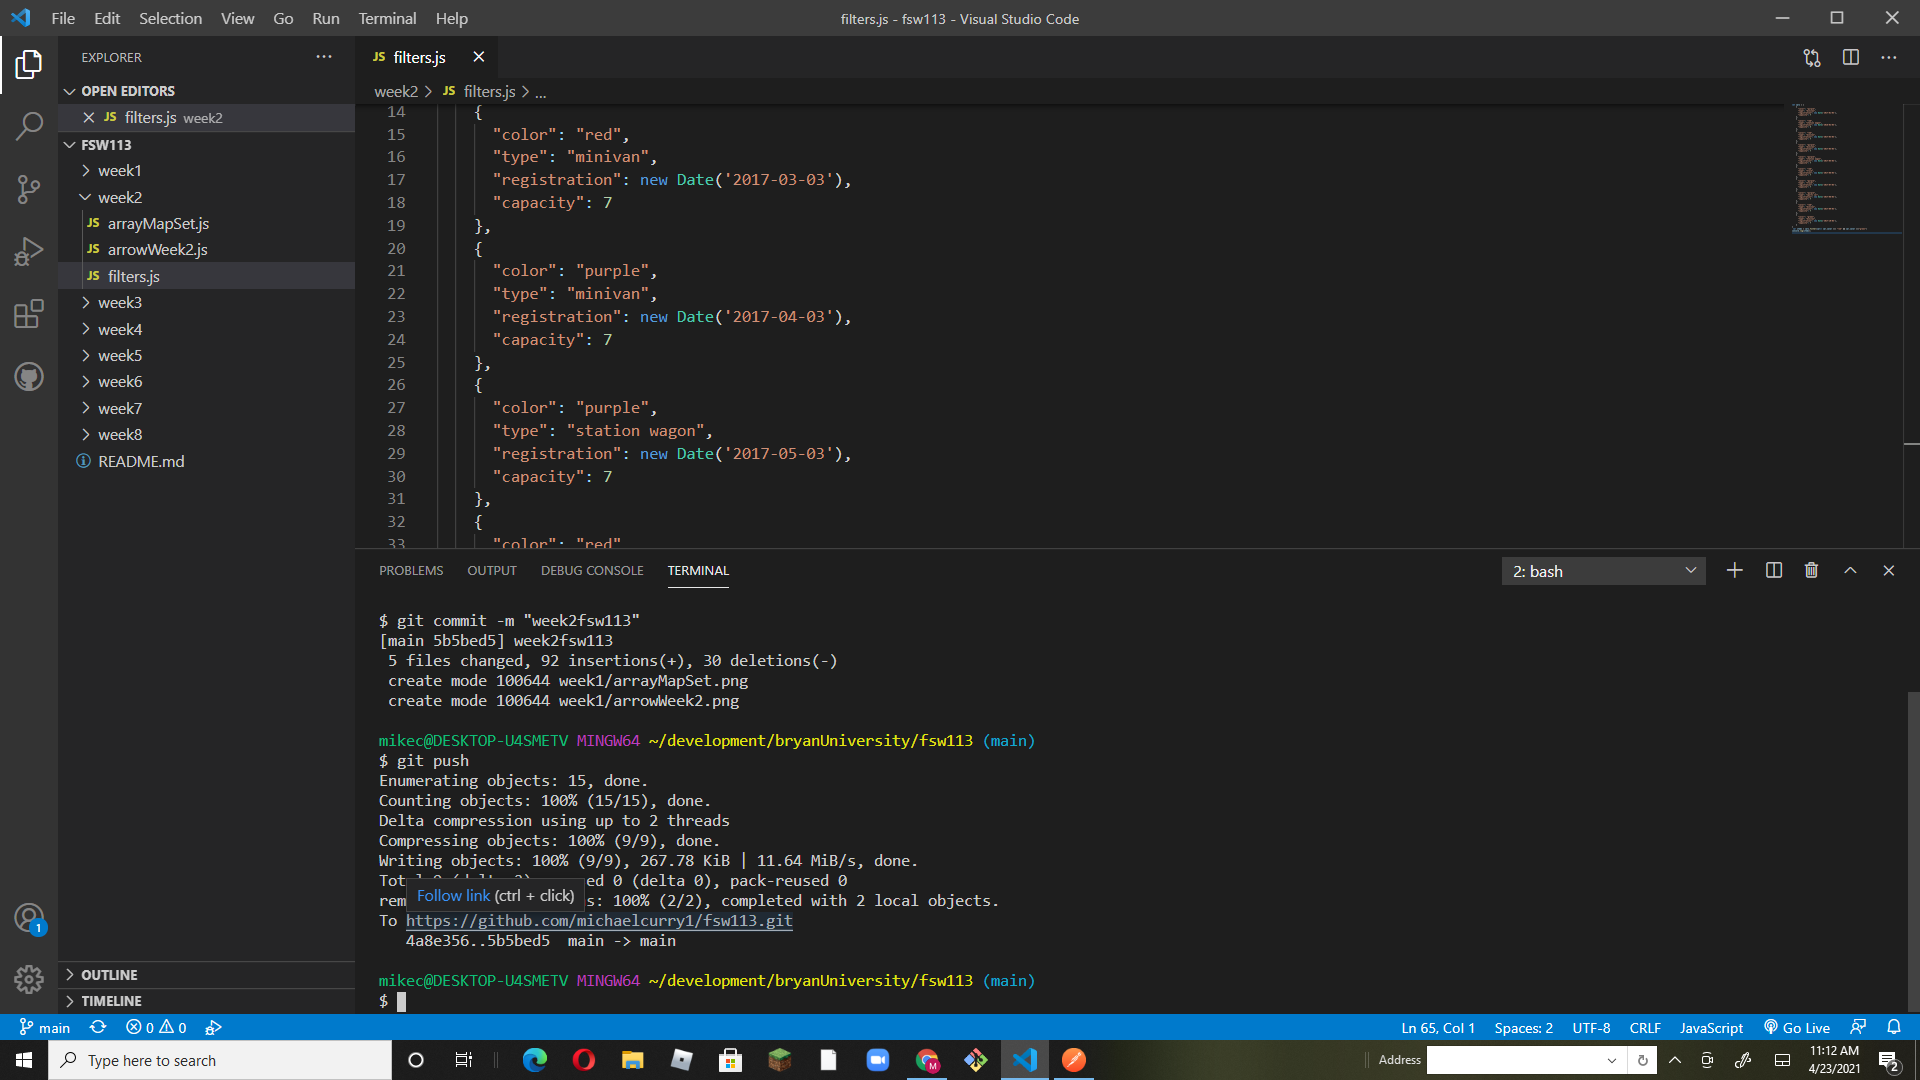 File Edit Selection View Go Run Terminal Help
filters.js - fsw113 - Visual Studio Code
EXPLORER
OPEN EDITORS
JS filters.js week2
FSW113
week1
week2
JS arrayMapSet.js
JS arrowWeek2.js
JS filters.js
week3
week4
week5
week6
week7
week8
README.md
OUTLINE
TIMELINE
JS filters.js
week2 > JS filters.js > ...
14 {
15 "color": "red",
16 "type": "minivan",
17 "registration": new Date('2017-03-03'),
18 "capacity": 7
19 },
20 {
21 "color": "purple",
22 "type": "minivan",
23 "registration": new Date('2017-04-03'),
24 "capacity": 7
25 },
26 {
27 "color": "purple",
28 "type": "station wagon",
29 "registration": new Date('2017-05-03'),
30 "capacity": 7
31 },
32 {
33 "color": "red"
PROBLEMS OUTPUT DEBUG CONSOLE TERMINAL
2: bash
$ git commit -m "week2fsw113"
[main 5b5bed5] week2fsw113
5 files changed, 92 insertions(+), 30 deletions(-)
create mode 100644 week1/arrayMapSet.png
create mode 100644 week1/arrowWeek2.png
mikec@DESKTOP-U4SMETV MINGW64 ~/development/bryanUniversity/fsw113 (main)
$ git push
Enumerating objects: 15, done.
Counting objects: 100% (15/15), done.
Delta compression using up to 2 threads
Compressing objects: 100% (9/9), done.
Writing objects: 100% (9/9), 267.78 KiB | 11.64 MiB/s, done.
ed 0 (delta 0), pack-reused 0
Follow link (ctrl + click)
rem s: 100% (2/2), completed with 2 local objects.
To https://github.com/michaelcurry1/fsw113.git
4a8e356..5b5bed5 main -> main
mikec@DESKTOP-U4SMETV MINGW64 ~/development/bryanUniversity/fsw113 (main)
$
1
main 0 0
Ln 65, Col 1 Spaces: 2 UTF-8 CRLF JavaScript Go Live
Type here to search
M
Address
11:12 AM
4/23/2021
2